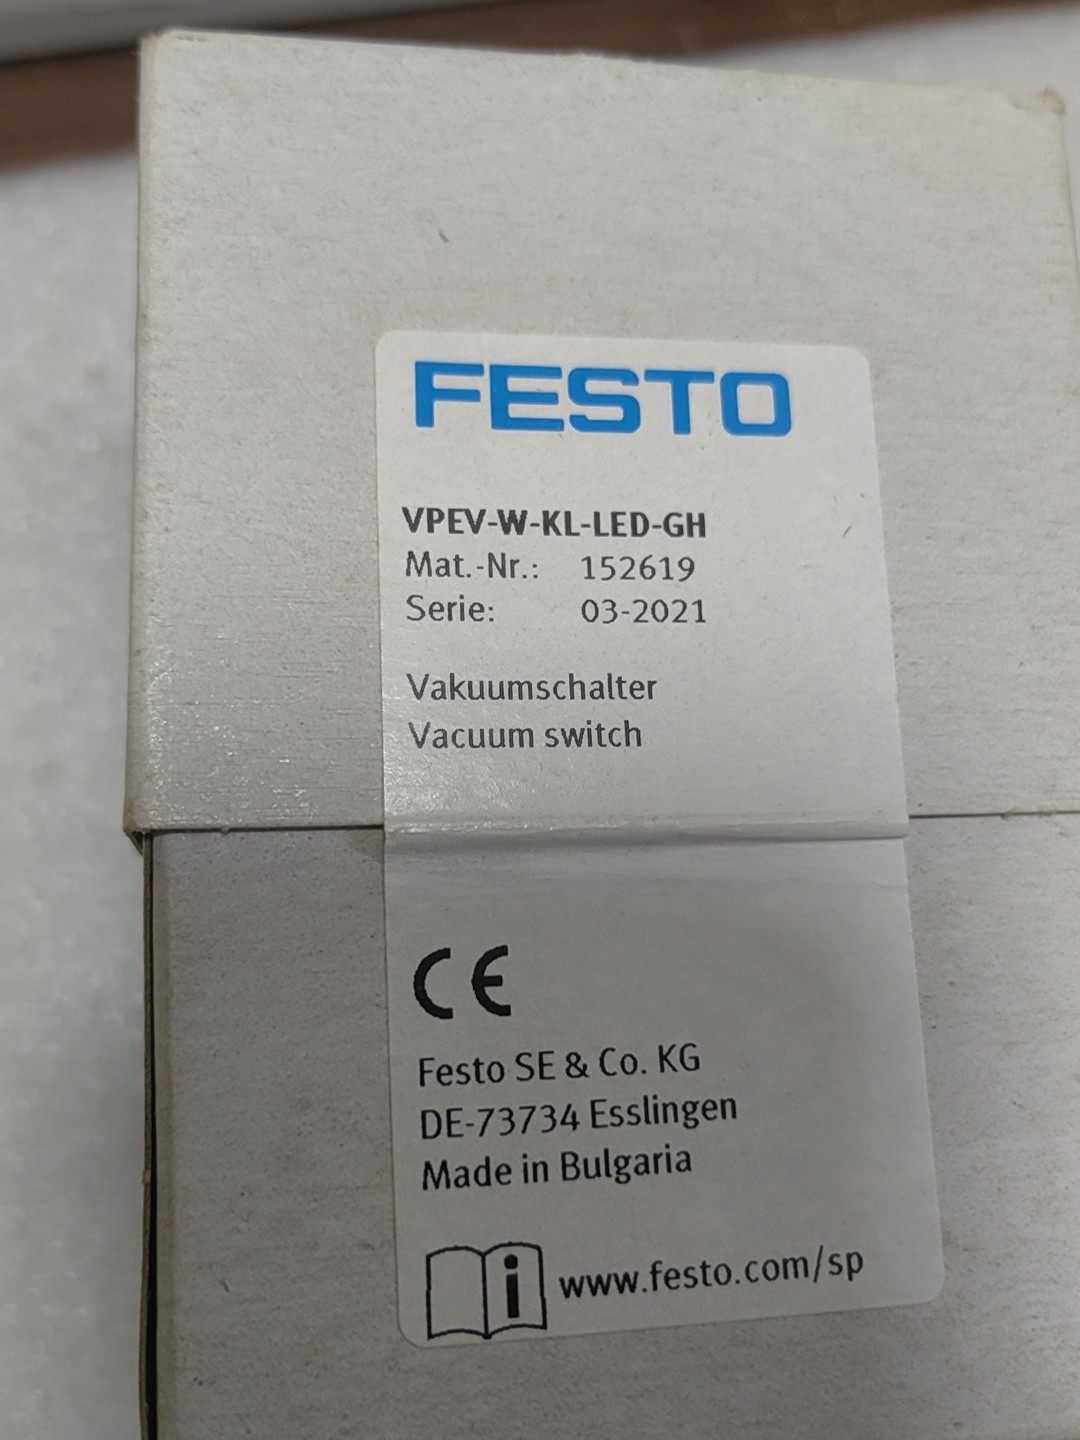 FESTO
VPEV-W-KL-LED-GH
Mat.-Nr.: 152619
Serie: 03-2021
Vakuumschalter
Vacuum switch
CE
Festo SE & Co. KG
DE-73734 Esslingen
Made in Bulgaria
i www.festo.com/sp